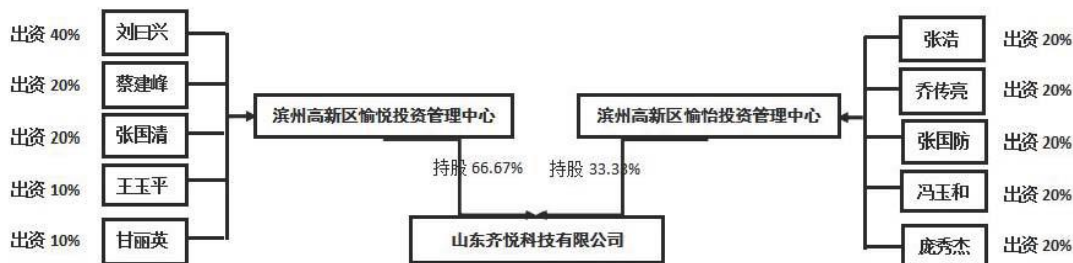 出资 40%
刘曰兴
出资 20%
蔡建峰
出资 20%
张国清
出资 10%
王玉平
出资 10%
甘丽英
滨州高新区愉悦投资管理中心
持股 66.67%
滨州高新区愉怡投资管理中心
持股 33.33%
张浩
出资 20%
乔传亮
出资 20%
张国防
出资 20%
冯玉和
出资 20%
庞秀杰
出资 20%
山东齐悦科技有限公司